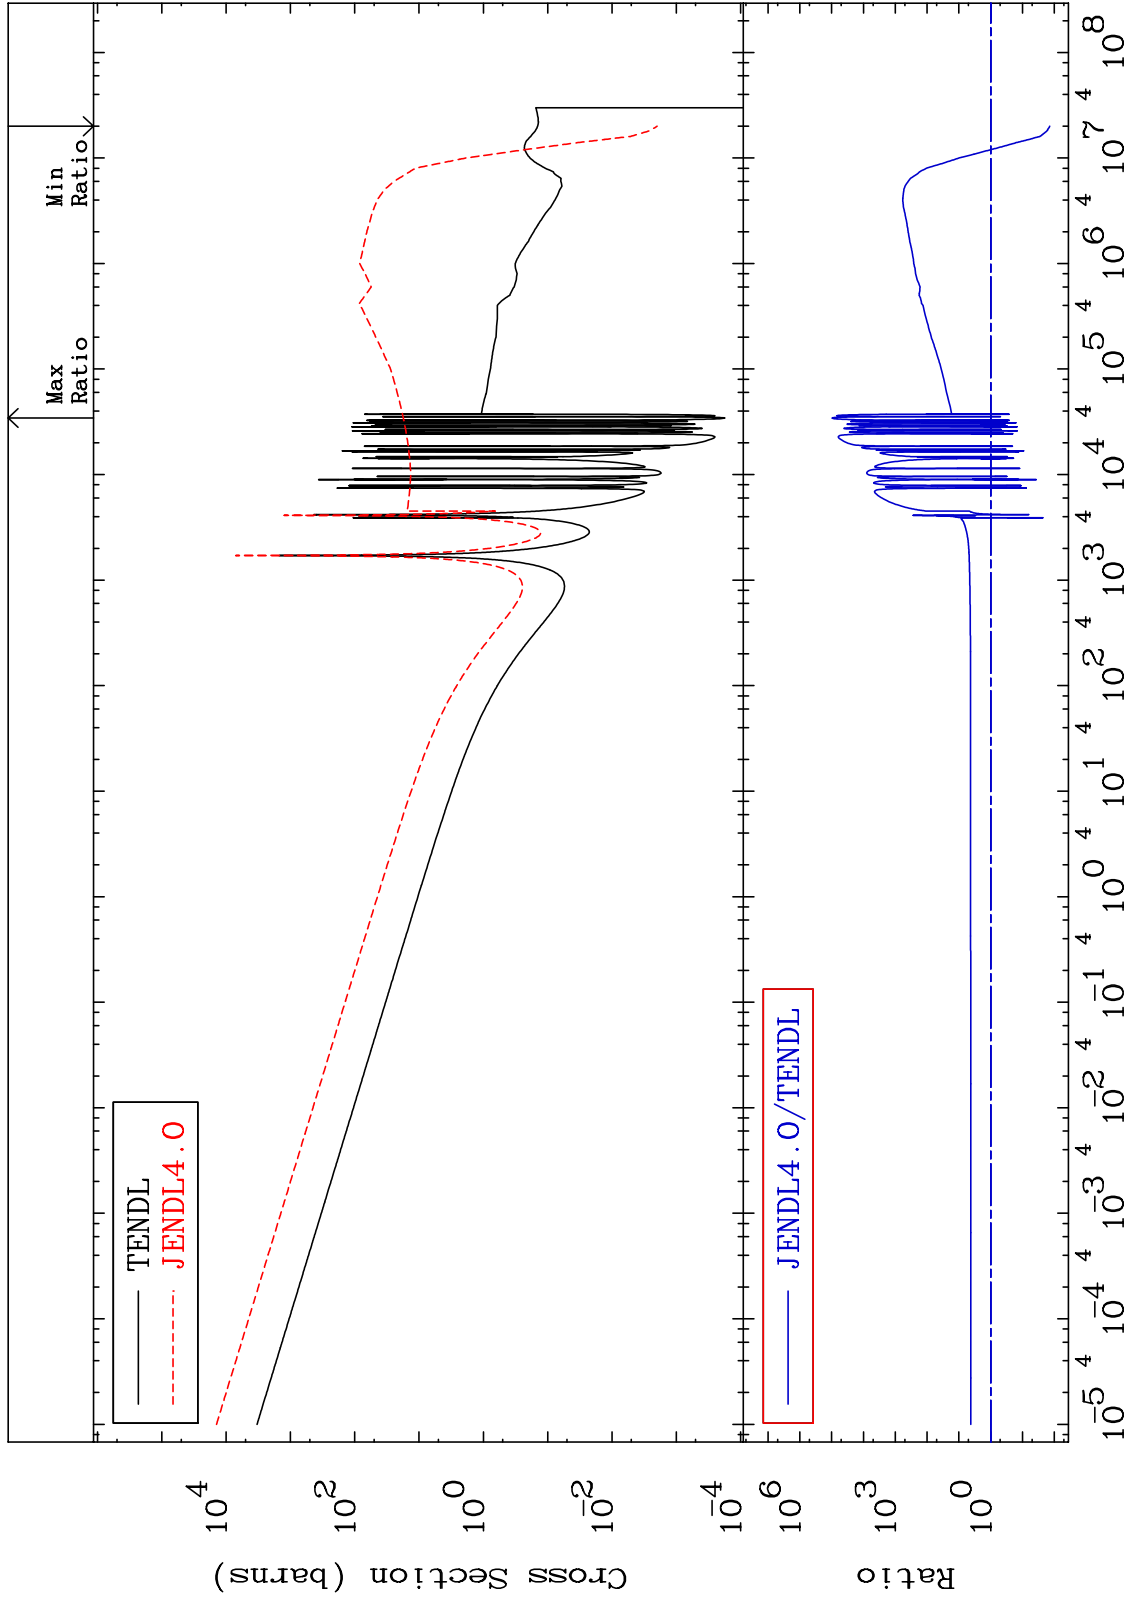 Max
Ratio
Min
Ratio
TENDL
JENDL4.0
Cross Section (barns)
10^4
10^2
10^0
10^-2
10^-4
JENDL4.0/TENDL
Ratio
10^6
10^3
10^0
10^-5 4 10^-4 4 10^-3 4 10^-2 4 10^-1 4 10^0 4 10^1 4 10^2 4 10^3 4 10^4 4 10^5 4 10^6 4 10^7 4 10^8